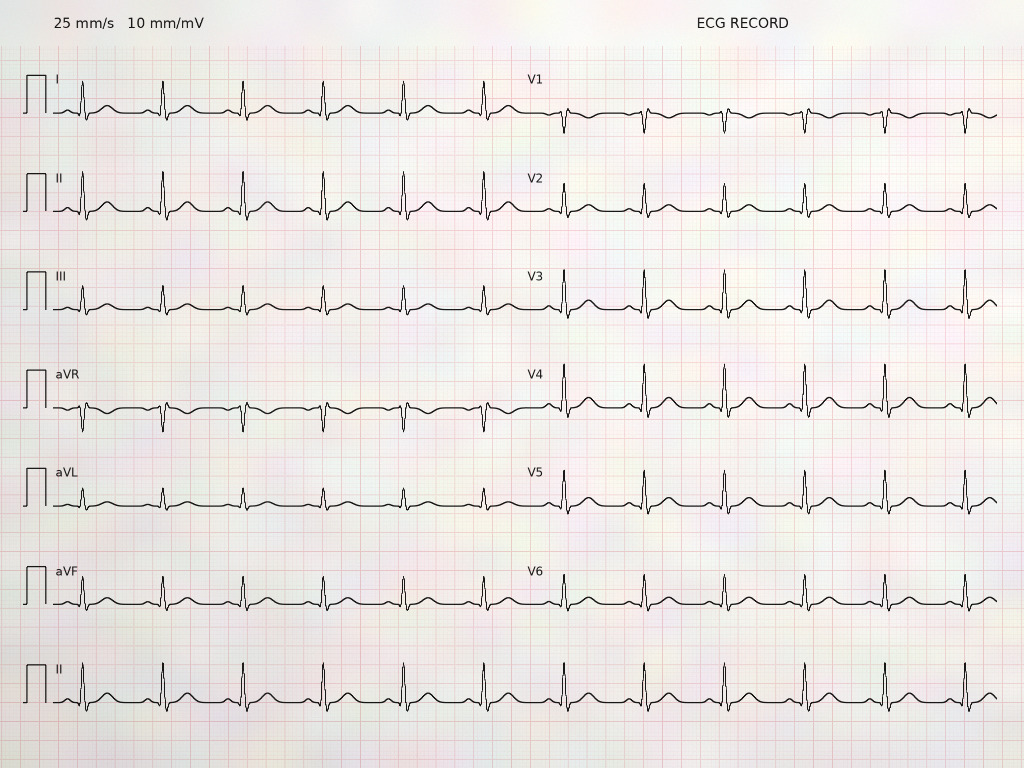 25 mm/s 10 mm/mV ECG RECORD
I V1
II V2
III V3
aVR V4
aVL V5
aVF V6
II